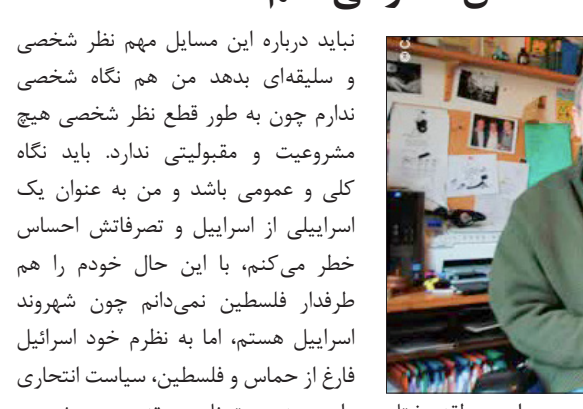 نباید درباره این مسایل مهم نظر شخصی
و سلیقه‌ای بدهد من هم نگاه شخصی
ندارم چون به طور قطع نظر شخصی هیچ
مشروعیت و مقبولیتی ندارد. باید نگاه
کلی و عمومی باشد و من به عنوان یک
اسراییلی از اسراییل و تصرفاتش احساس
خطر می‌کنم، با این حال خودم را هم
طرفدار فلسطین نمی‌دانم چون شهروند
اسراییل هستم، اما به نظرم خود اسرائیل
فارغ از حماس و فلسطین، سیاست انتحاری